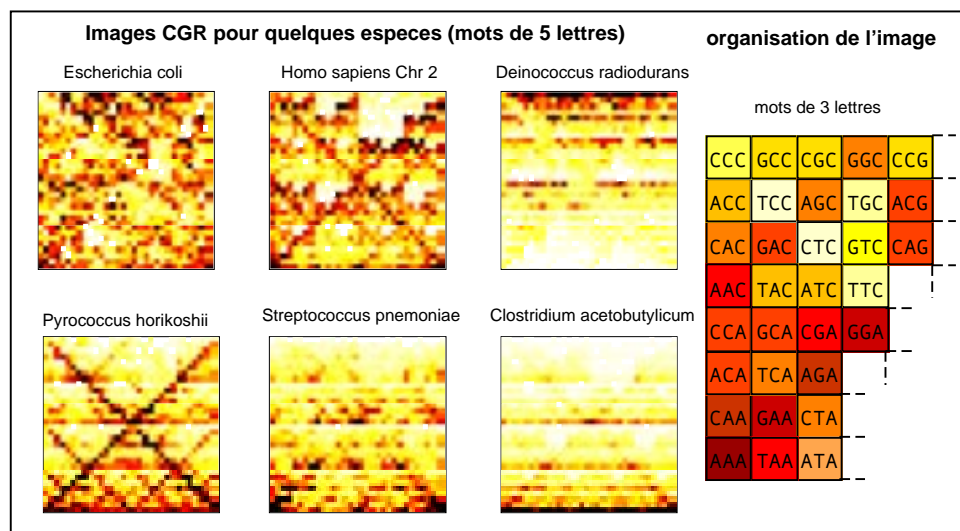 Images CGR pour quelques especes (mots de 5 lettres)
organisation de l'image
Escherichia coli
Homo sapiens Chr 2
Deinococcus radiodurans
mots de 3 lettres
CCC GCC CGC GGC CCG
ACC TCC AGC TGC ACG
CAC GAC CTC GTC CAG
AAC TAC ATC TTC
Pyrococcus horikoshii
Streptococcus pnemoniae
Clostridium acetobutylicum
CCA GCA CGA GGA
ACA TCA AGA
CAA GAA CTA
AAA TAA ATA